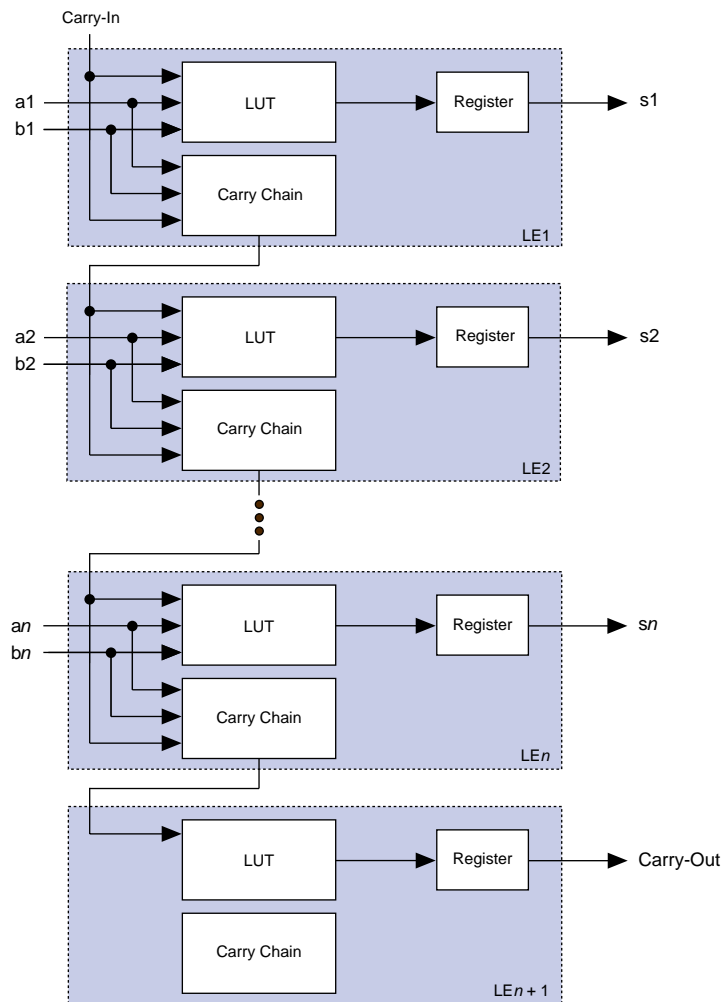 Carry-In
a1
b1
LUT
Register
s1
Carry Chain
LE1
a2
b2
LUT
Register
s2
Carry Chain
LE2
an
bn
LUT
Register
sn
Carry Chain
LEn
LUT
Register
Carry-Out
Carry Chain
LEn + 1